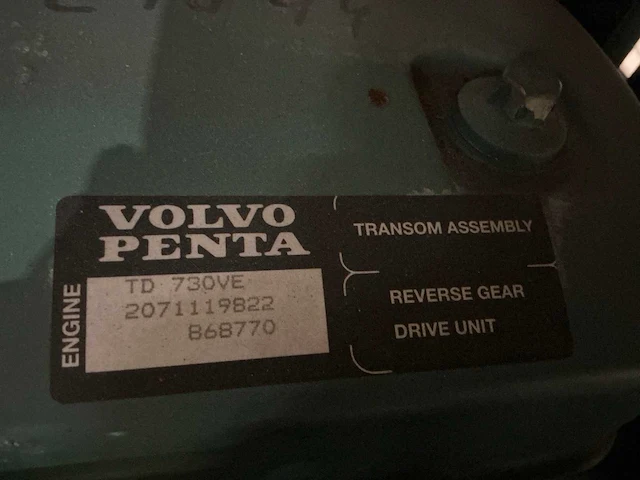 VOLVO
PENTA
ENGINE
TD 730VE
2071119822
868770
TRANSOM ASSEMBLY
REVERSE GEAR
DRIVE UNIT